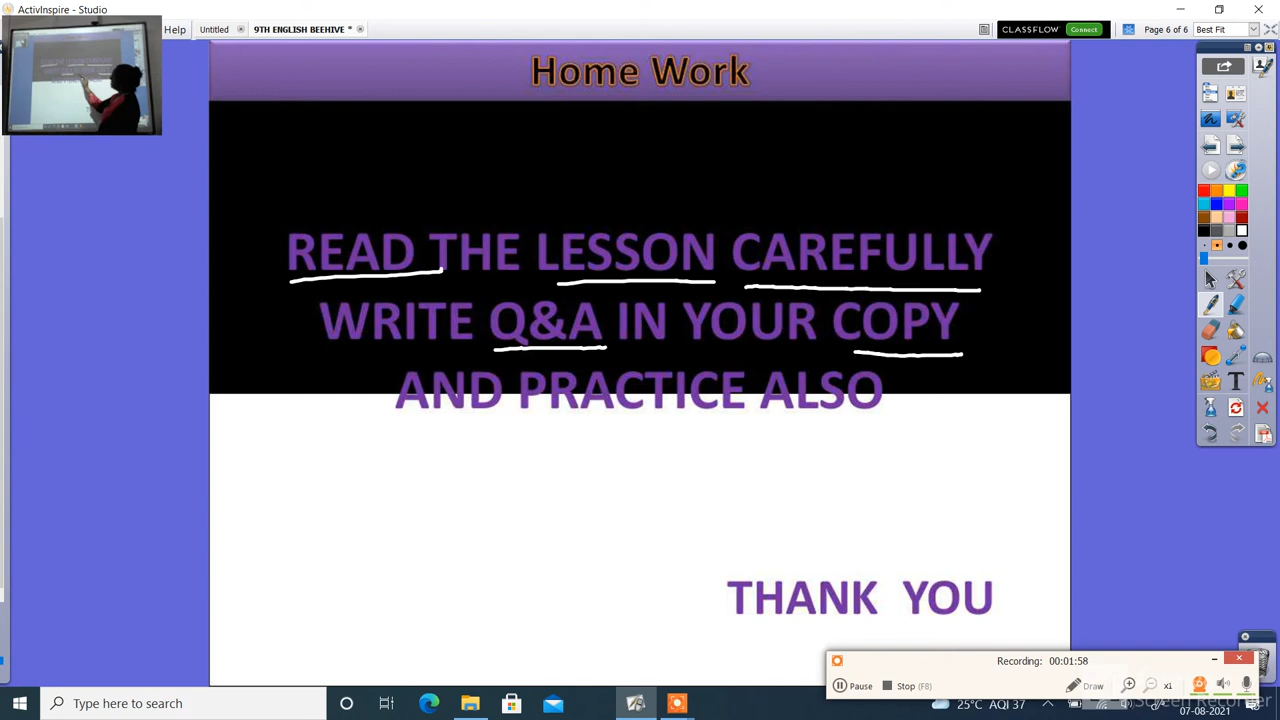 ActivInspire - Studio
Help
Untitled
9TH ENGLISH BEEHIVE *
CLASSFLOW
Connect
Page 6 of 6
Best Fit
Home Work
READ THE LESSON CAREFULLY
WRITE Q&A IN YOUR COPY
AND PRACTICE ALSO
THANK YOU
Recording: 00:01:58
Pause
Stop (F8)
Draw
x1
Type here to search
25°C AQI 37
07-08-2021